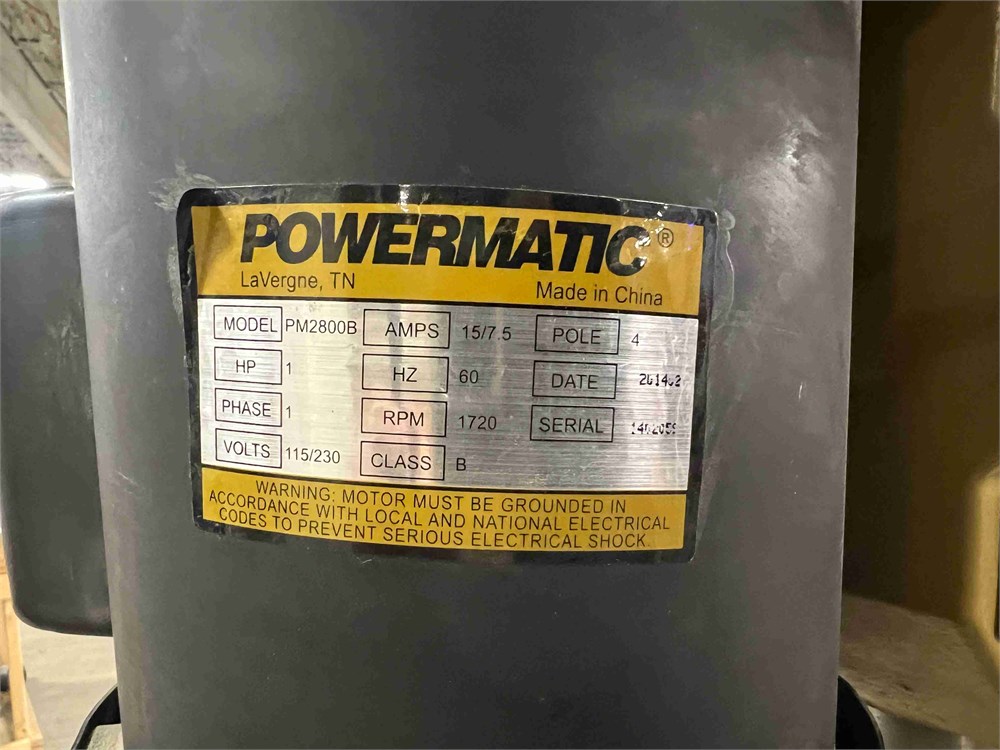 POWERMATIC®
LaVergne, TN
Made in China
MODEL PM2800B AMPS 15/7.5 POLE 4
HP 1 HZ 60 DATE
PHASE 1 RPM 1720 SERIAL
VOLTS 115/230 CLASS B
WARNING: MOTOR MUST BE GROUNDED IN
ACCORDANCE WITH LOCAL AND NATIONAL ELECTRICAL
CODES TO PREVENT SERIOUS ELECTRICAL SHOCK.